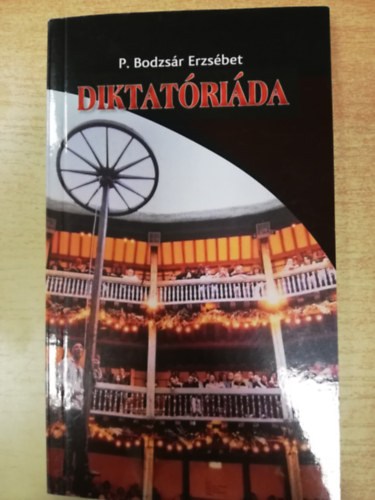 P. Bodzsár Erzsébet
DIKTATÓRIÁDA